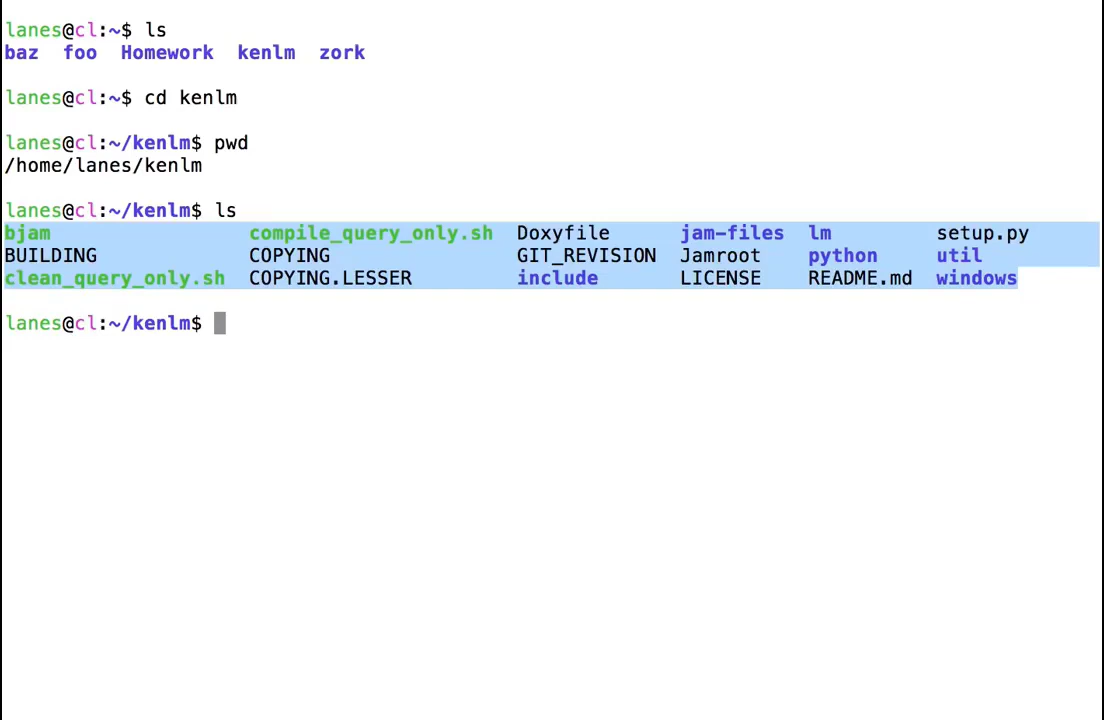 lanes@cl:~$ ls
baz  foo  Homework  kenlm  zork
lanes@cl:~$ cd kenlm
lanes@cl:~/kenlm$ pwd
/home/lanes/kenlm
lanes@cl:~/kenlm$ ls
bjam                 compile_query_only.sh  Doxyfile      jam-files  lm         setup.py
BUILDING             COPYING                GIT_REVISION  Jamroot    python     util
clean_query_only.sh  COPYING.LESSER         include       LICENSE    README.md  windows
lanes@cl:~/kenlm$